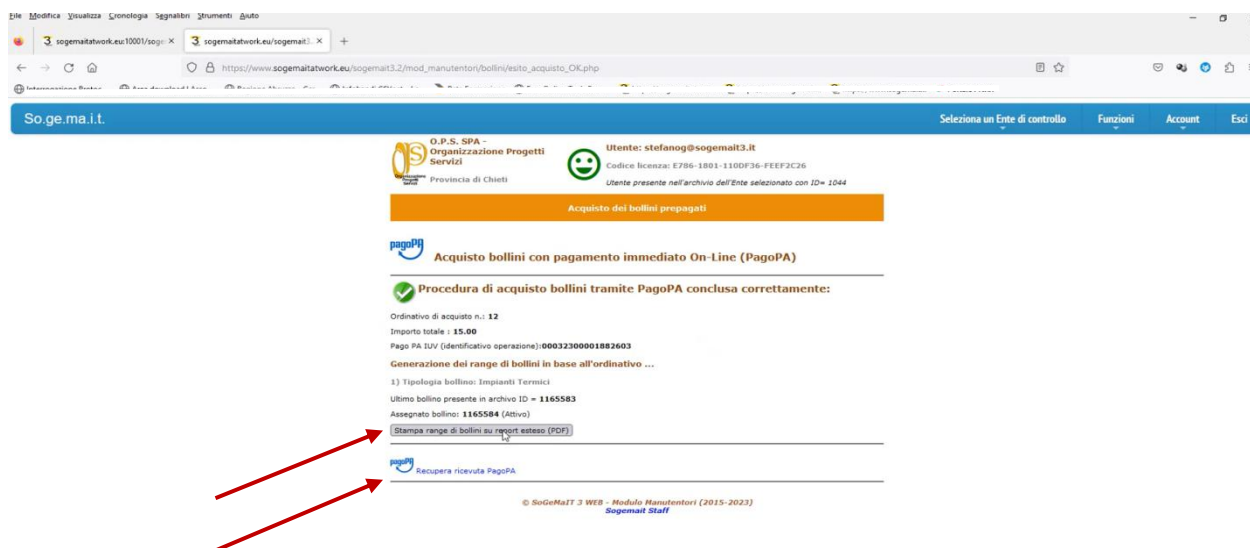 File Modifica Visualizza Cronologia Segnalibri Strumenti Aiuto
sogemaitatwork.eu:10001/soge
sogemaitatwork.eu/sogemait3.
https://www.sogemaitatwork.eu/sogemait3.2/mod_manutentori/bollini/esito_acquisto_OK.php
So.ge.ma.i.t.
Seleziona un Ente di controllo
Funzioni
Account
Esci
O.P.S. SPA -
Organizzazione Progetti
Servizi
Provincia di Chieti
Utente: stefanog@sogemait3.it
Codice licenza: E786-1801-110DF36-FEEF2C26
Utente presente nell'archivio dell'Ente selezionato con ID= 1044
Acquisto dei bollini prepagati
pagoPA
Acquisto bollini con pagamento immediato On-Line (PagoPA)
Procedura di acquisto bollini tramite PagoPA conclusa correttamente:
Ordinativo di acquisto n.: 12
Importo totale : 15.00
Pago PA IUV (identificativo operazione):00032300001882603
Generazione dei range di bollini in base all'ordinativo ...
1) Tipologia bollino: Impianti Termici
Ultimo bollino presente in archivio ID = 1165583
Assegnato bollino: 1165584 (Attivo)
Stampa range di bollini su report esteso (PDF)
pagoPA
Recupera ricevuta PagoPA
© SoGeMaIT 3 WEB - Modulo Manutentori (2015-2023)
Sogemait Staff